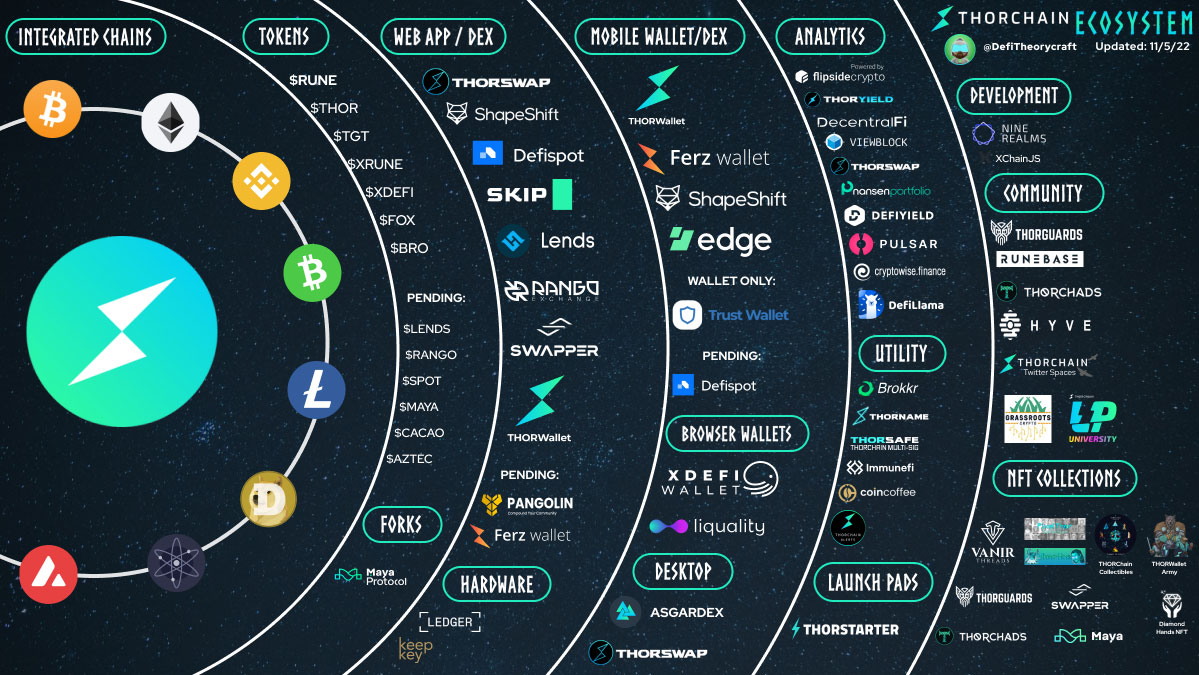 THORCHAIN ECOSYSTEM
@DefiTheorycraft
Updated: 11/5/22
INTEGRATED CHAINS
TOKENS
$RUNE
$THOR
$TGT
$XRUNE
$XDEFI
$FOX
$BRO
PENDING:
$LENDS
$RANGO
$SPOT
$MAYA
$CACAO
$AZTEC
FORKS
Maya
Protocol
WEB APP / DEX
THORSWAP
ShapeShift
Defispot
SKIP
Lends
RANGO
EXCHANGE
SWAPPER
THORWallet
PENDING:
PANGOLIN
Compound Your Community
Ferz wallet
HARDWARE
LEDGER
keep
key
MOBILE WALLET/DEX
THORWallet
Ferz wallet
ShapeShift
edge
WALLET ONLY:
Trust Wallet
PENDING:
Defispot
BROWSER WALLETS
XDEFI
WALLET
liquality
DESKTOP
ASGARDEX
THORSWAP
ANALYTICS
Powered by
flipsidecrypto
THORYIELD
DecentralFi
VIEWBLOCK
THORSWAP
nansenportfolio
DEFIYIELD
PULSAR
cryptowise.finance
DefiLlama
UTILITY
Brokkr
THORNAME
THORSAFE
THORCHAIN MULTI-SIG
Immunefi
coincoffee
THORCHAIN
ALERTS
LAUNCH PADS
THORSTARTER
DEVELOPMENT
NINE
REALMS
XChainJS
COMMUNITY
THORGUARDS
RUNEBASE
THORCHADS
HYVE
THORCHAIN
Twitter Spaces
GRASSROOTS
CRYPTO
LP
UNIVERSITY
NFT COLLECTIONS
VANIR
THREADS
THORChain
Collectibles
THORWallet
Army
THORGUARDS
SWAPPER
Diamond
Hands NFT
THORCHADS
Maya